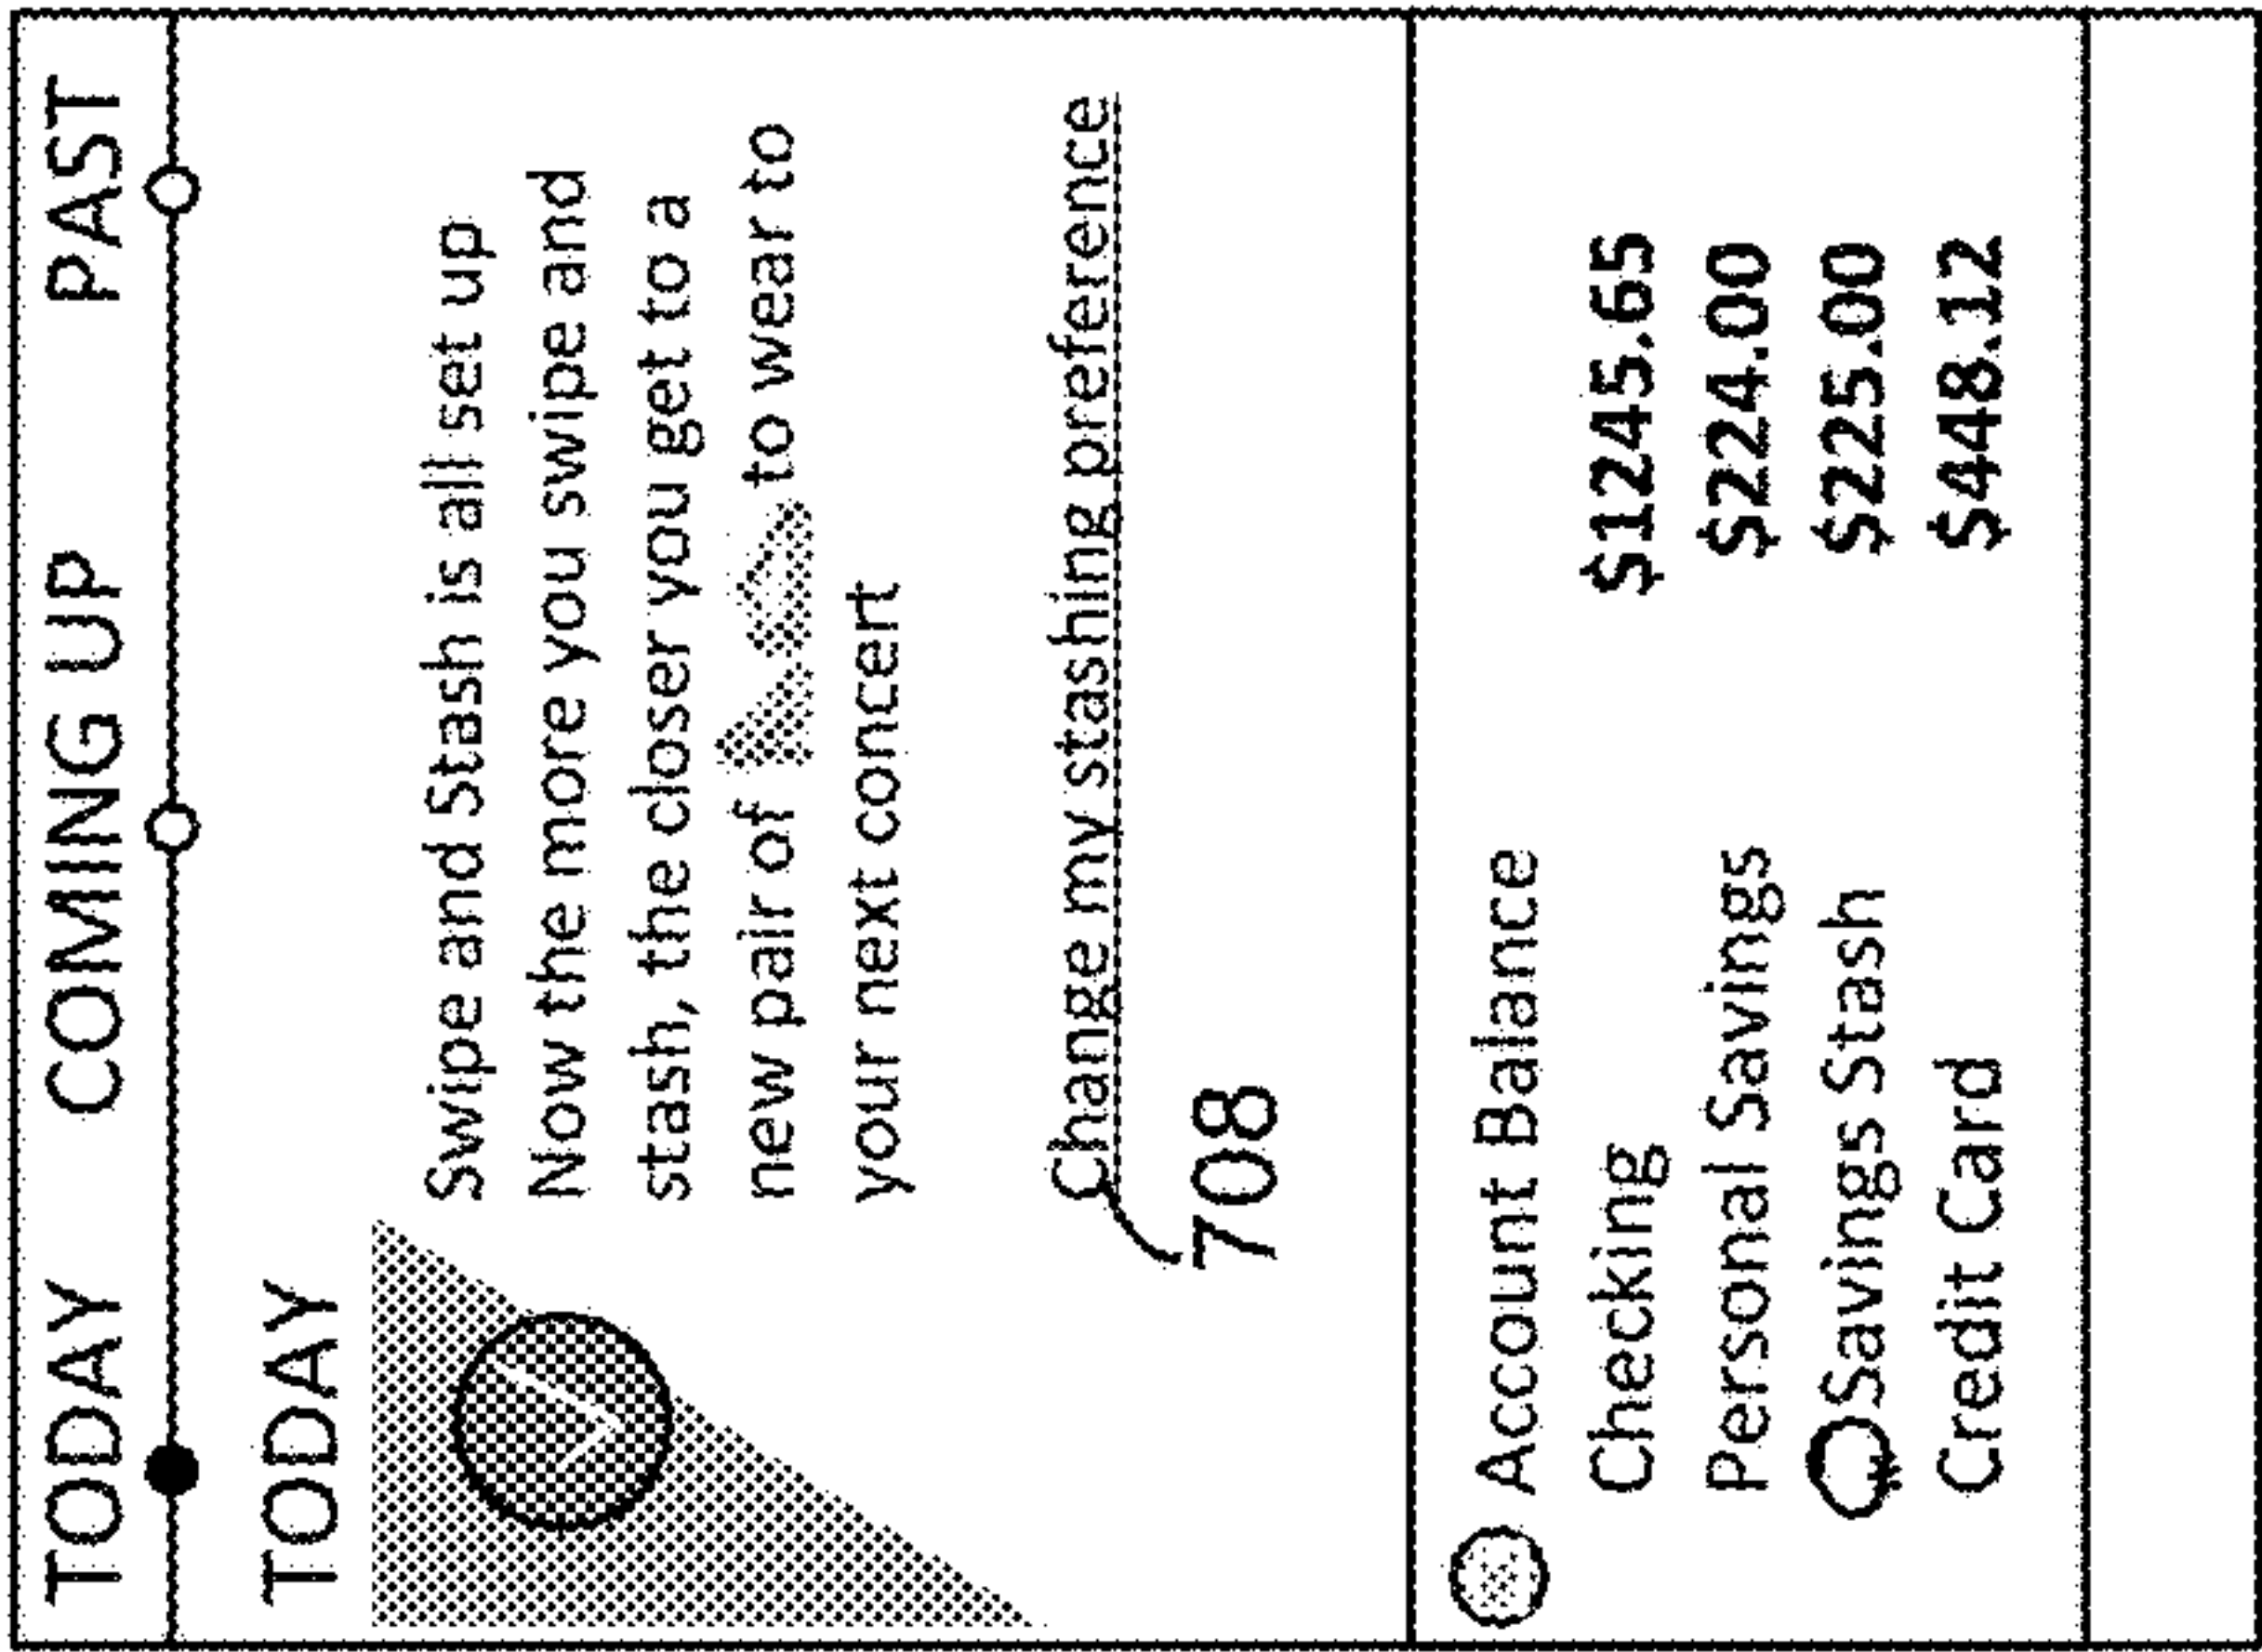 TODAY COMING UP PAST
TODAY
Swipe and Stash is all set up
Now the more you swipe and
stash, the closer you get to a
new pair of to wear to
your next concert
Change my stashing preference
708
Account Balance
Checking $1245.65
Personal Savings $224.00
Savings Stash $225.00
Credit Card $448.12